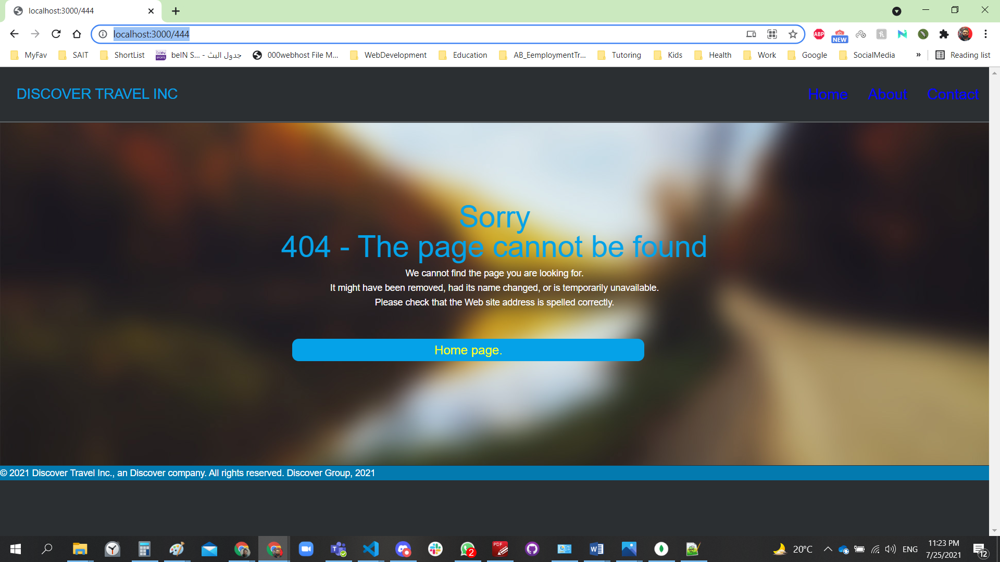 localhost:3000/444
localhost:3000/444
ABP
NEW
MyFav SAIT ShortList beIN S... - جدول البث 000webhost File M... WebDevelopment Education AB_EemploymentTr... Tutoring Kids Health Work Google SocialMedia » Reading list
DISCOVER TRAVEL INC
Home About Contact
Sorry
404 - The page cannot be found
We cannot find the page you are looking for.
It might have been removed, had its name changed, or is temporarily unavailable.
Please check that the Web site address is spelled correctly.
Home page.
© 2021 Discover Travel Inc., an Discover company. All rights reserved. Discover Group, 2021
2
PDF
20°C
ENG
11:23 PM
7/25/2021
12